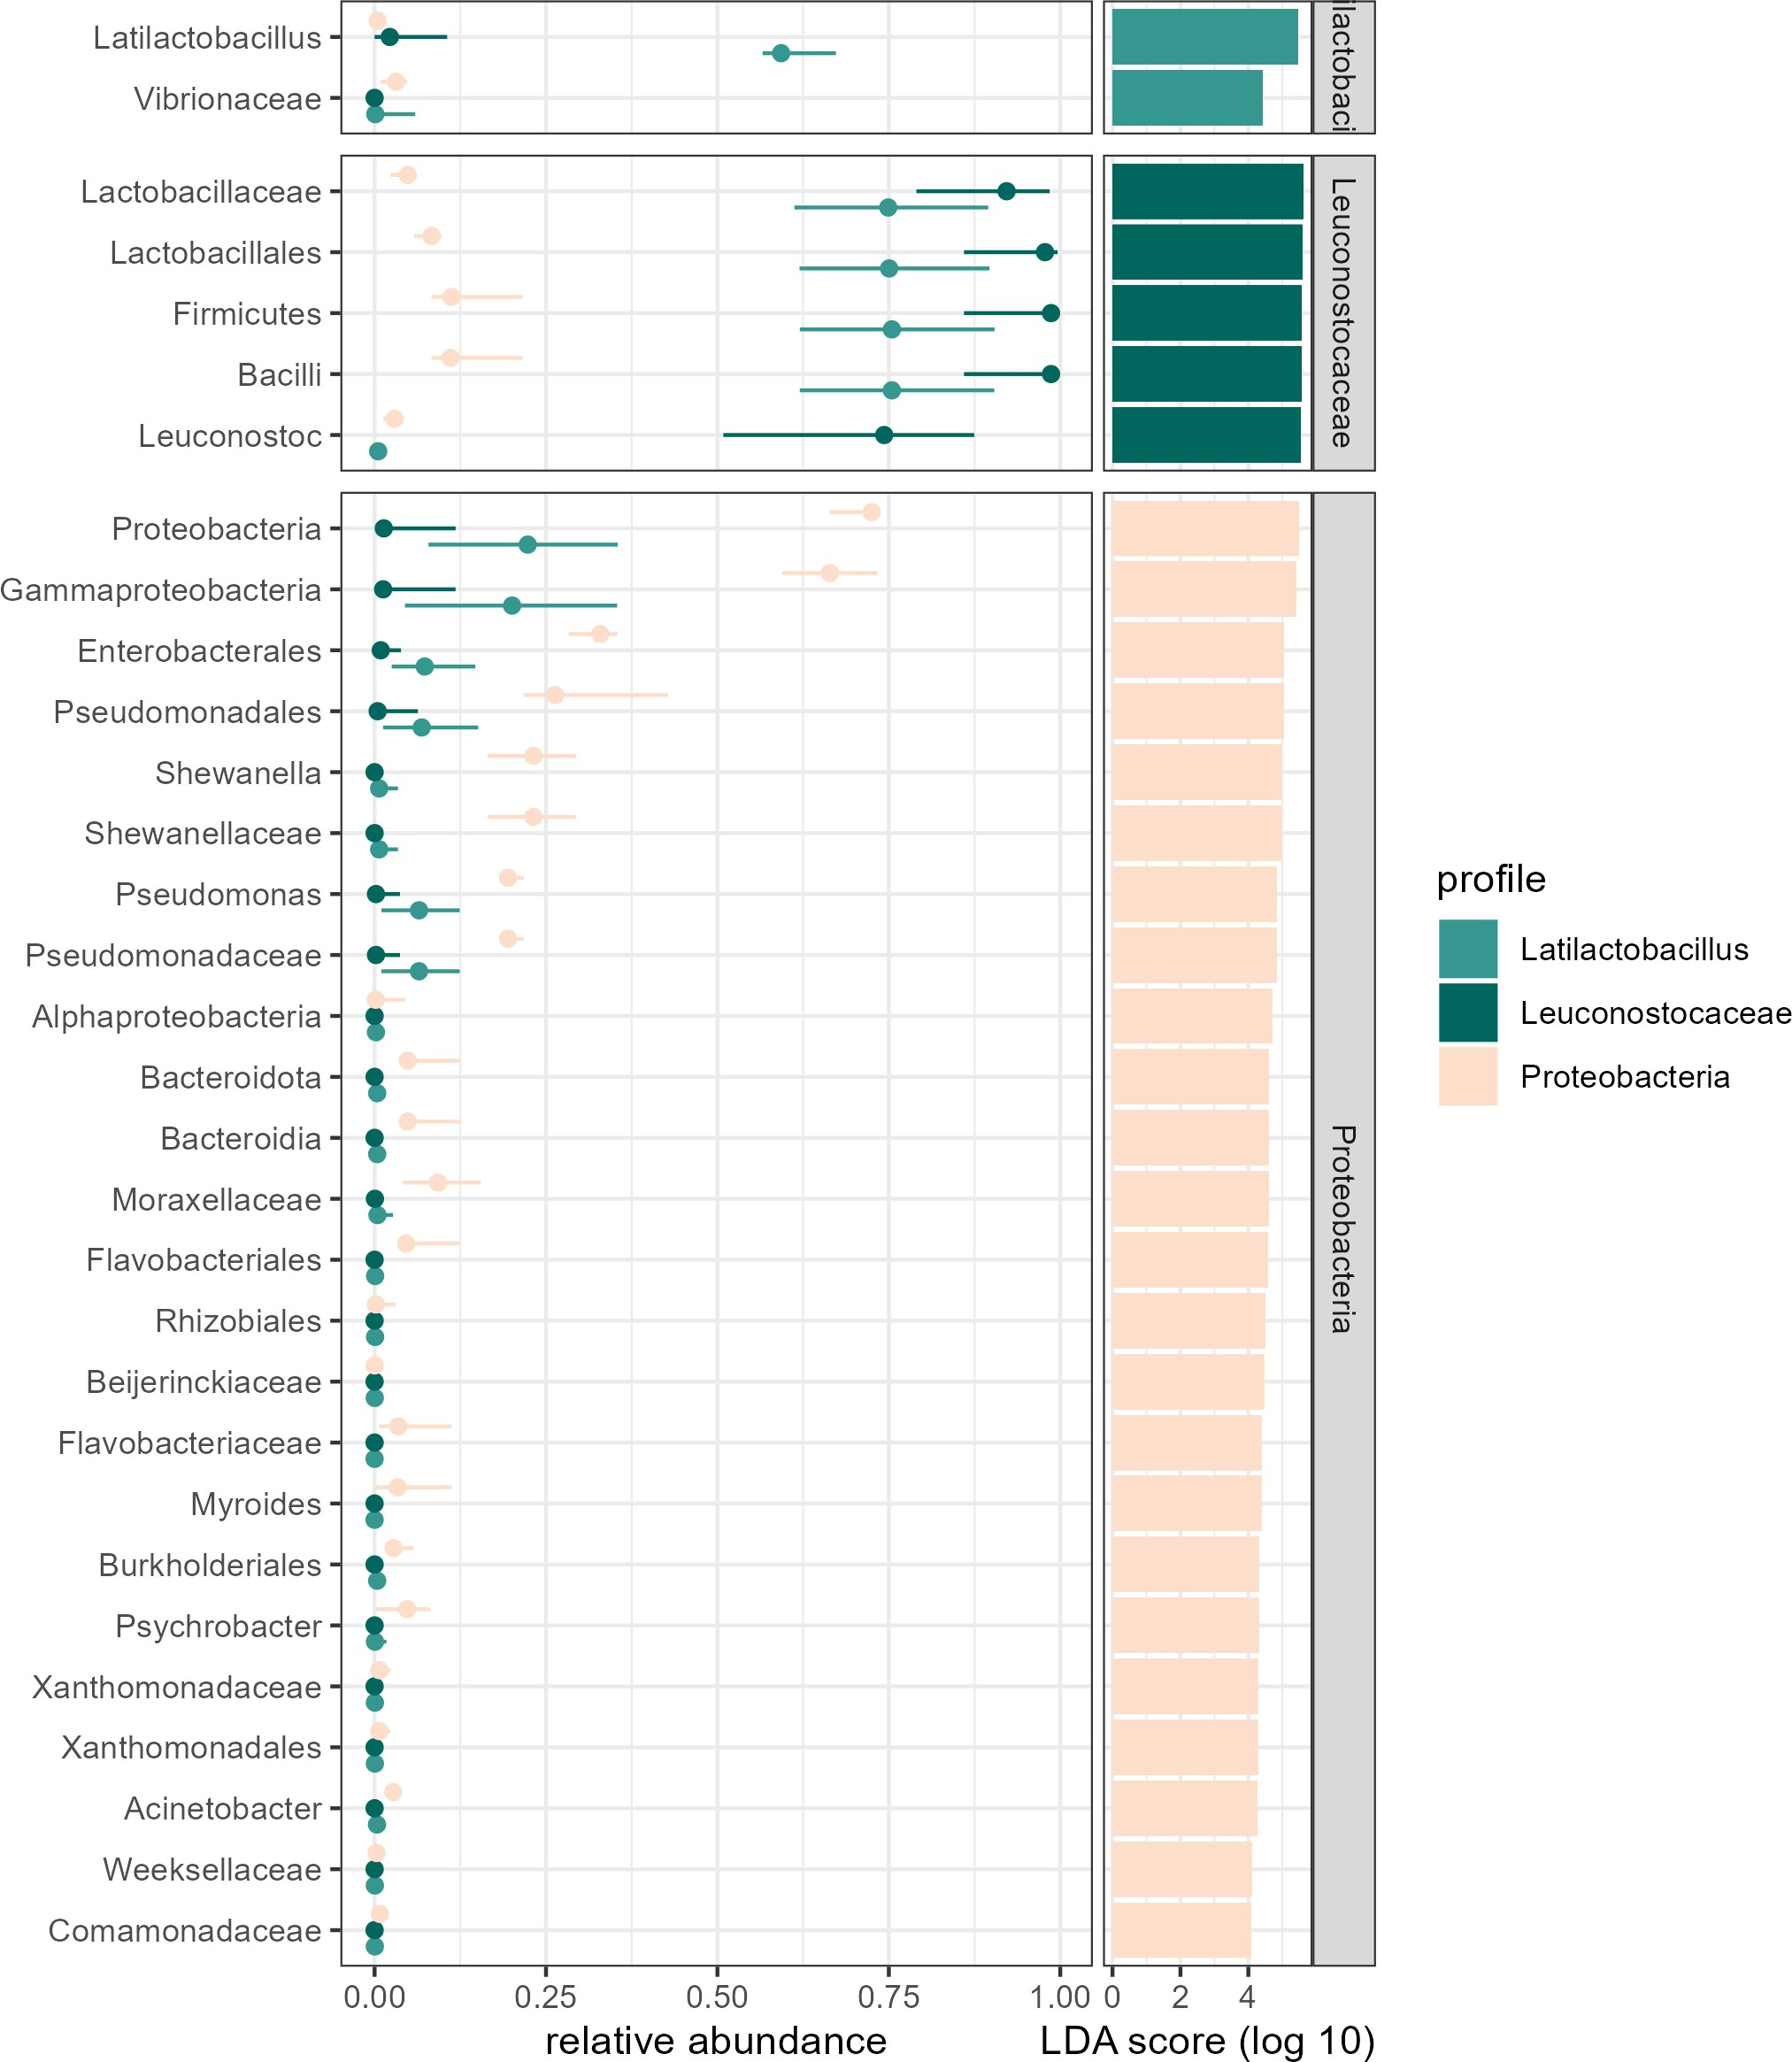 Latilactobacillus
Vibrionaceae
Lactobacillaceae
Lactobacillales
Firmicutes
Bacilli
Leuconostoc
Leuconostocaceae
Proteobacteria
Gammaproteobacteria
Enterobacterales
Pseudomonadales
Shewanella
Shewanellaceae
Pseudomonas
Pseudomonadaceae
Alphaproteobacteria
Bacteroidota
Bacteroidia
Moraxellaceae
Flavobacteriales
Rhizobiales
Beijerinckiaceae
Flavobacteriaceae
Myroides
Burkholderiales
Psychrobacter
Xanthomonadaceae
Xanthomonadales
Acinetobacter
Weeksellaceae
Comamonadaceae
Proteobacteria
0.00 0.25 0.50 0.75 1.00 0 2 4
relative abundance LDA score (log 10)
profile
Latilactobacillus
Leuconostocaceae
Proteobacteria